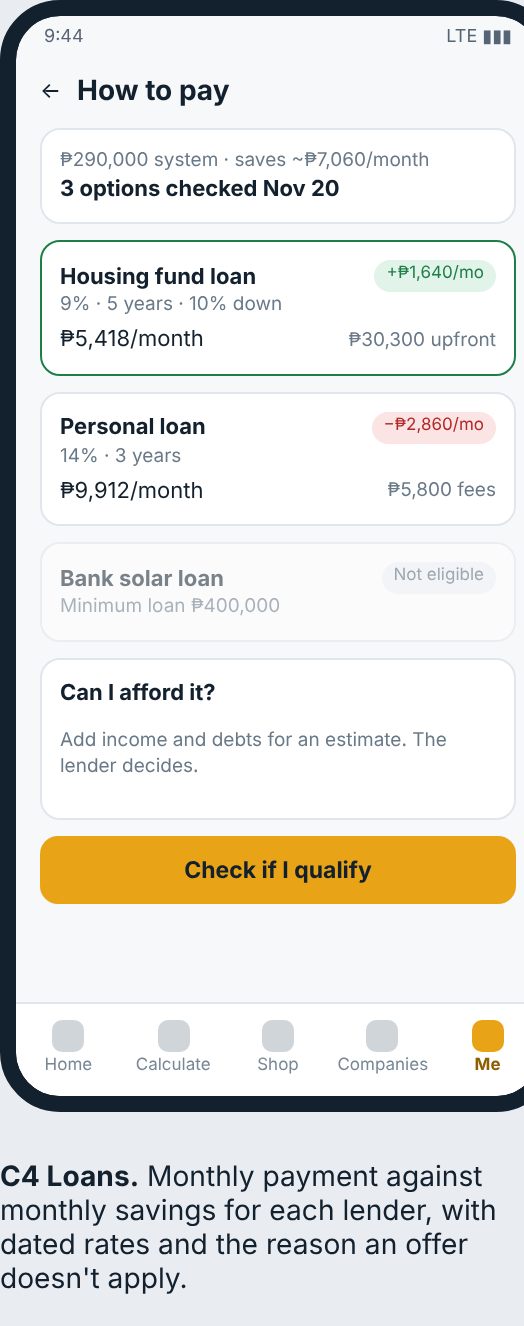 9:44
LTE
← How to pay
₱290,000 system · saves ~₱7,060/month
3 options checked Nov 20
Housing fund loan
+₱1,640/mo
9% · 5 years · 10% down
₱5,418/month
₱30,300 upfront
Personal loan
−₱2,860/mo
14% · 3 years
₱9,912/month
₱5,800 fees
Bank solar loan
Not eligible
Minimum loan ₱400,000
Can I afford it?
Add income and debts for an estimate. The
lender decides.
Check if I qualify
Home
Calculate
Shop
Companies
Me
C4 Loans. Monthly payment against
monthly savings for each lender, with
dated rates and the reason an offer
doesn't apply.